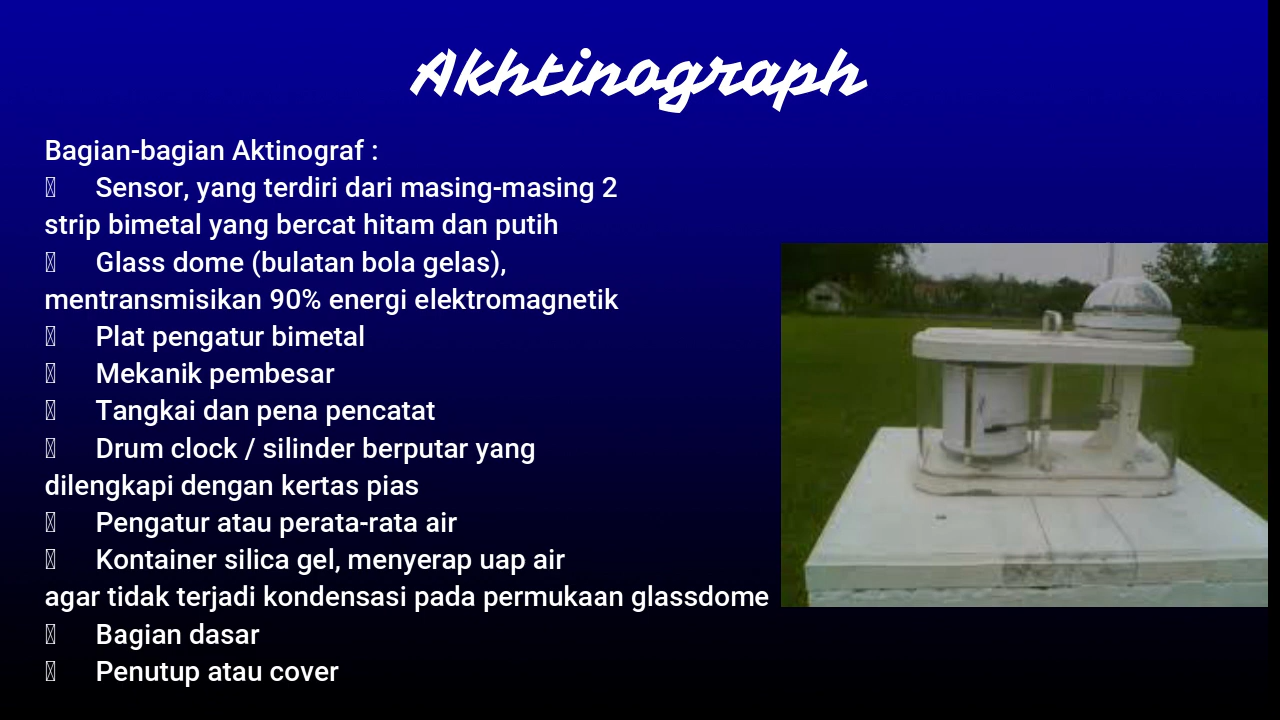 Akhtinograph
Bagian-bagian Aktinograf :
Sensor, yang terdiri dari masing-masing 2
strip bimetal yang bercat hitam dan putih
Glass dome (bulatan bola gelas),
mentransmisikan 90% energi elektromagnetik
Plat pengatur bimetal
Mekanik pembesar
Tangkai dan pena pencatat
Drum clock / silinder berputar yang
dilengkapi dengan kertas pias
Pengatur atau perata-rata air
Kontainer silica gel, menyerap uap air
agar tidak terjadi kondensasi pada permukaan glassdome
Bagian dasar
Penutup atau cover